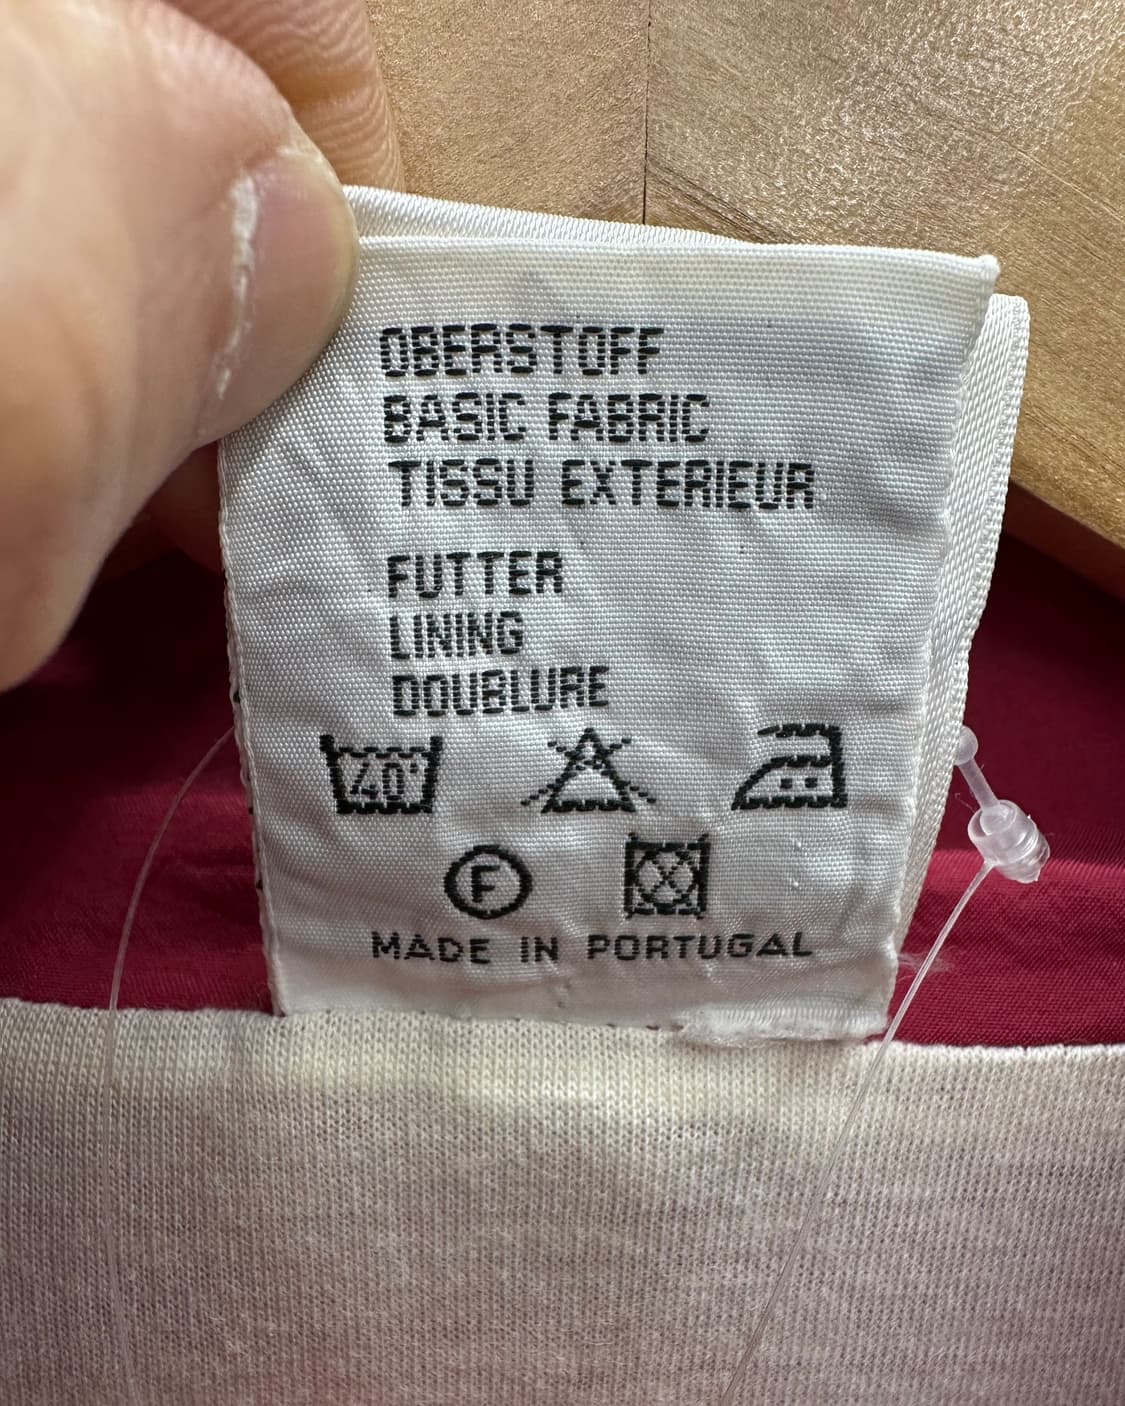 OBERSTOFF
BASIC FABRIC
TISSU EXTERIEUR
FUTTER
LINING
DOUBLURE
40°
F
MADE IN PORTUGAL